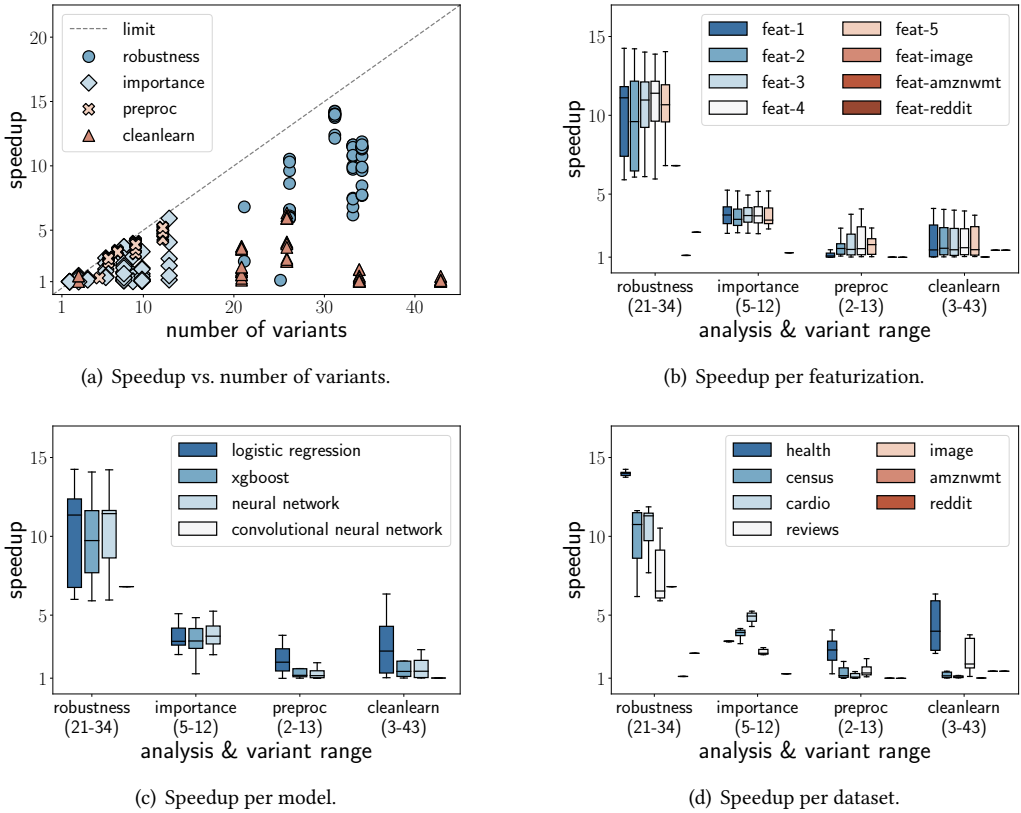 20
15
10
5
1
speedup
limit
robustness
importance
preproc
cleanlearn
1
10
20
30
40
number of variants
(a) Speedup vs. number of variants.
15
10
5
1
speedup
feat-1
feat-2
feat-3
feat-4
feat-5
feat-image
feat-amznwmt
feat-reddit
robustness importance preproc cleanlearn
(21-34) (5-12) (2-13) (3-43)
analysis & variant range
(b) Speedup per featurization.
15
10
5
1
speedup
logistic regression
xgboost
neural network
convolutional neural network
robustness importance preproc cleanlearn
(21-34) (5-12) (2-13) (3-43)
analysis & variant range
(c) Speedup per model.
15
10
5
1
speedup
health
census
cardio
reviews
image
amznwmt
reddit
robustness importance preproc cleanlearn
(21-34) (5-12) (2-13) (3-43)
analysis & variant range
(d) Speedup per dataset.